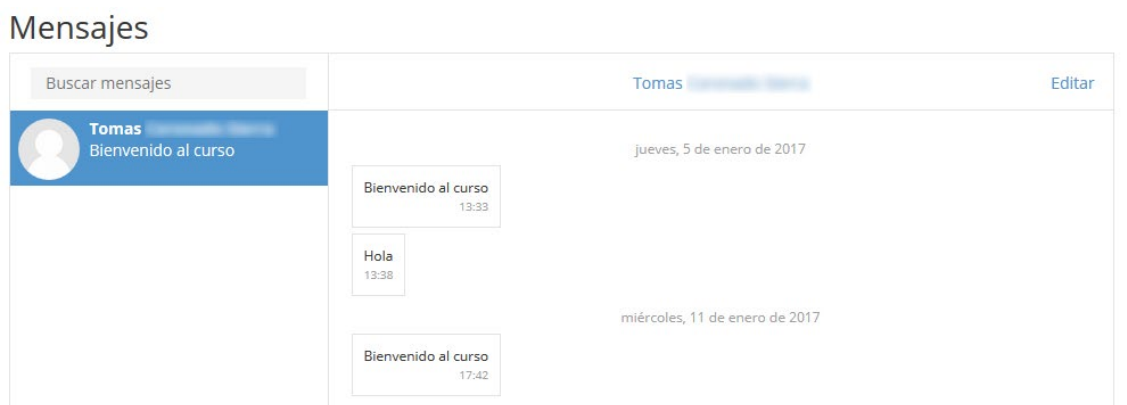 Mensajes
Buscar mensajes
Tomas
Editar
Tomas
Bienvenido al curso
jueves, 5 de enero de 2017
Bienvenido al curso
13:33
Hola
13:38
miércoles, 11 de enero de 2017
Bienvenido al curso
17:42